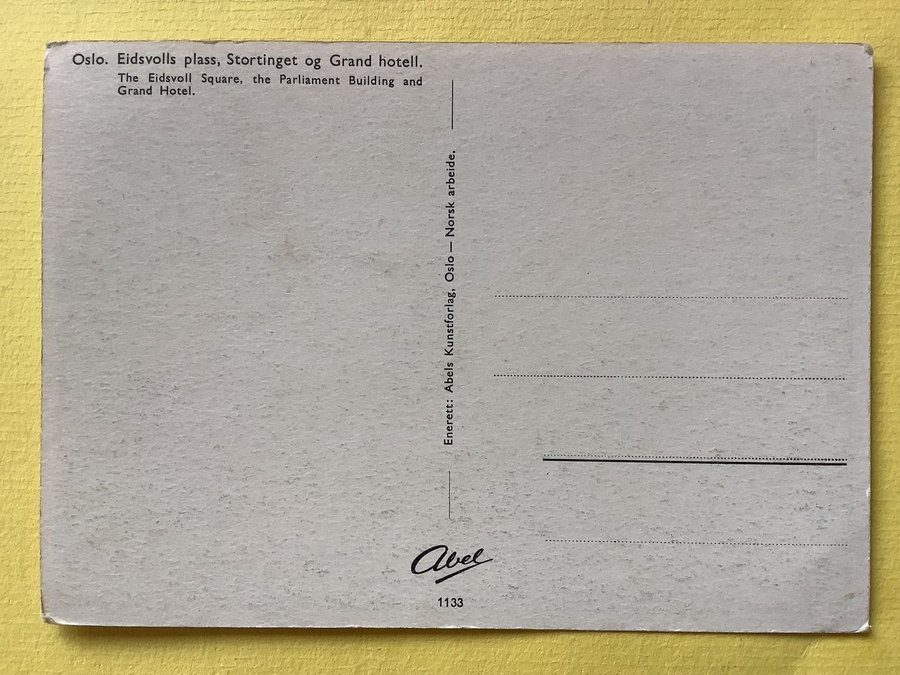 Oslo. Eidsvolls plass, Stortinget og Grand hotell.
The Eidsvoll Square, the Parliament Building and
Grand Hotel.
Enerett: Abels Kunstforlag, Oslo — Norsk arbeide.
Abel
1133